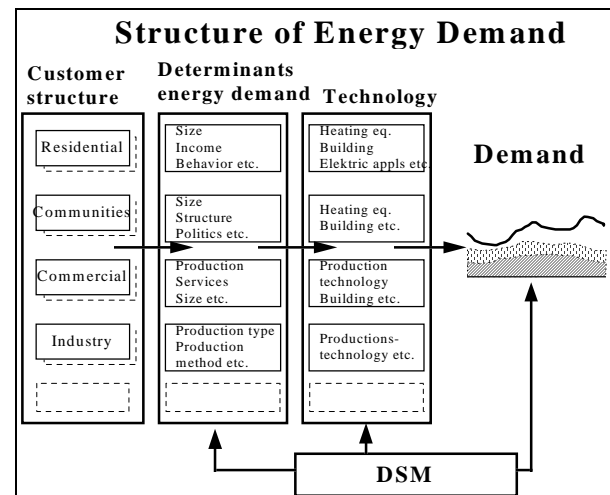 Structure of Energy Demand
Customer
structure
Determinants
energy demand
Technology
Demand
Residential
Communities
Commercial
Industry
Size
Income
Behavior etc.
Size
Structure
Politics etc.
Production
Services
Size etc.
Production type
Production
method etc.
Heating eq.
Building
Elektric appls etc.
Heating eq.
Building etc.
Production
technology
Building etc.
Productions-
technology etc.
DSM